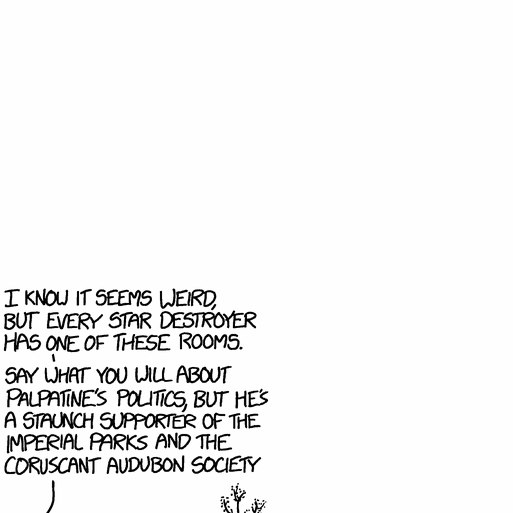 I KNOW IT SEEMS WEIRD,
BUT EVERY STAR DESTROYER
HAS ONE OF THESE ROOMS.
SAY WHAT YOU WILL ABOUT
PALPATINE'S POLITICS, BUT HE'S
A STAUNCH SUPPORTER OF THE
IMPERIAL PARKS AND THE
CORUSCANT AUDUBON SOCIETY